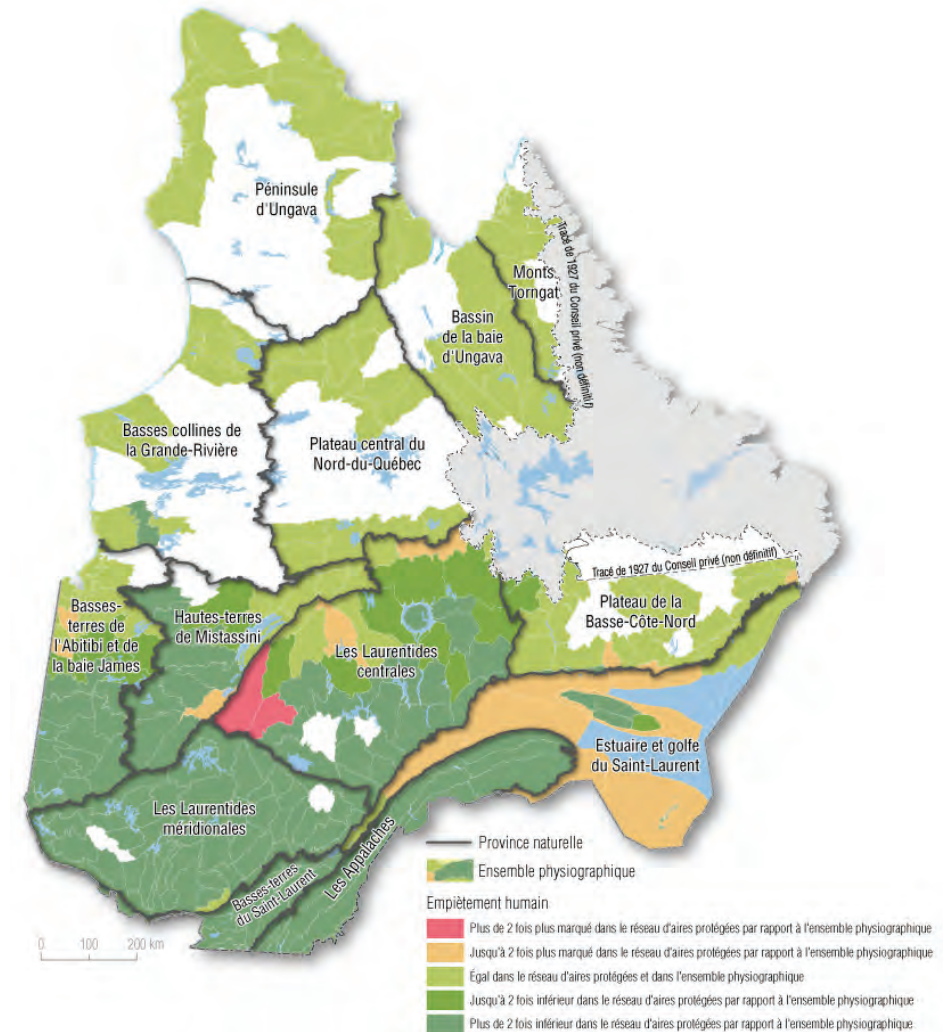 Péninsule
d'Ungava
Monts
Torngat
Tracé de 1927 du Conseil privé (non définitif)
Bassin
de la baie
d'Ungava
Basses collines de
la Grande-Rivière
Plateau central du
Nord-du-Québec
Tracé de 1927 du Conseil privé (non définitif)
Basses-
terres de
l'Abitibi et de
la baie James
Hautes-terres
de Mistassini
Plateau de la
Basse-Côte-Nord
Les Laurentides
centrales
Estuaire et golfe
du Saint-Laurent
Les Laurentides
méridionales
Basses-terres
du Saint-Laurent
Les Appalaches
0 100 200 km
Province naturelle
Ensemble physiographique
Empiètement humain
Plus de 2 fois plus marqué dans le réseau d'aires protégées par rapport à l'ensemble physiographique
Jusqu'à 2 fois plus marqué dans le réseau d'aires protégées par rapport à l'ensemble physiographique
Égal dans le réseau d'aires protégées et dans l'ensemble physiographique
Jusqu'à 2 fois inférieur dans le réseau d'aires protégées par rapport à l'ensemble physiographique
Plus de 2 fois inférieur dans le réseau d'aires protégées par rapport à l'ensemble physiographique